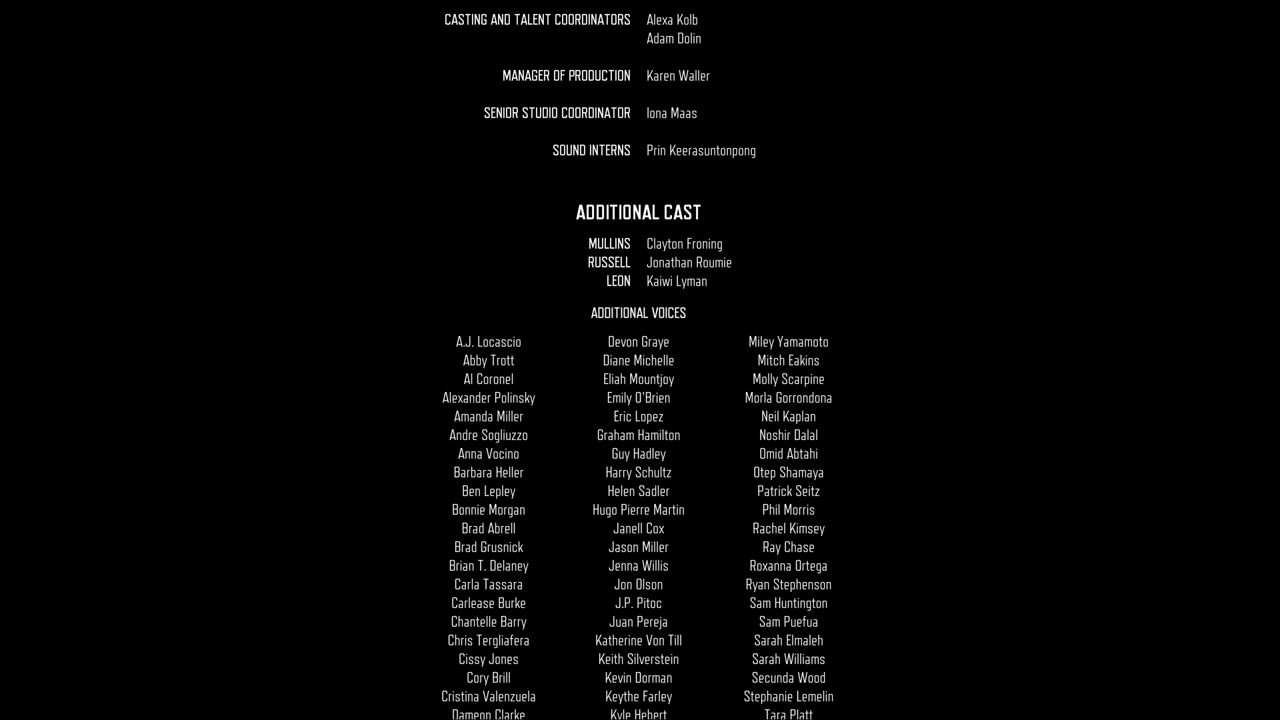 CASTING AND TALENT COORDINATORS Alexa Kolb
Adam Dolin
MANAGER OF PRODUCTION Karen Waller
SENIOR STUDIO COORDINATOR Iona Maas
SOUND INTERNS Prin Keerasuntonpong
ADDITIONAL CAST
MULLINS Clayton Froning
RUSSELL Jonathan Roumie
LEON Kaiwi Lyman
ADDITIONAL VOICES
A.J. Locascio Devon Graye Miley Yamamoto
Abby Trott Diane Michelle Mitch Eakins
Al Coronel Eliah Mountjoy Molly Scarpine
Alexander Polinsky Emily O'Brien Morla Gorrondona
Amanda Miller Eric Lopez Neil Kaplan
Andre Sogliuzzo Graham Hamilton Noshir Dalal
Anna Vocino Guy Hadley Omid Abtahi
Barbara Heller Harry Schultz Otep Shamaya
Ben Lepley Helen Sadler Patrick Seitz
Bonnie Morgan Hugo Pierre Martin Phil Morris
Brad Abrell Janell Cox Rachel Kimsey
Brad Grusnick Jason Miller Ray Chase
Brian T. Delaney Jenna Willis Roxanna Ortega
Carla Tassara Jon Olson Ryan Stephenson
Carlease Burke J.P. Pitoc Sam Huntington
Chantelle Barry Juan Pereja Sam Puefua
Chris Tergliafera Katherine Von Till Sarah Elmaleh
Cissy Jones Keith Silverstein Sarah Williams
Cory Brill Kevin Dorman Secunda Wood
Cristina Valenzuela Keythe Farley Stephanie Lemelin
Dameon Clarke Kyle Hebert Tara Platt